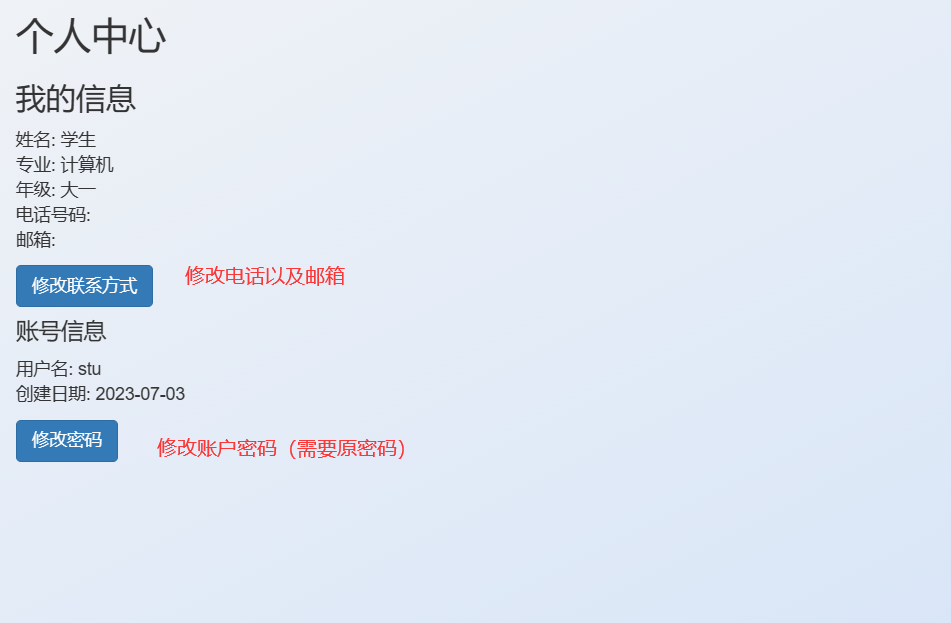 个人中心
我的信息
姓名: 学生
专业: 计算机
年级: 大一
电话号码:
邮箱:
修改联系方式 修改电话以及邮箱
账号信息
用户名: stu
创建日期: 2023-07-03
修改密码 修改账户密码（需要原密码）